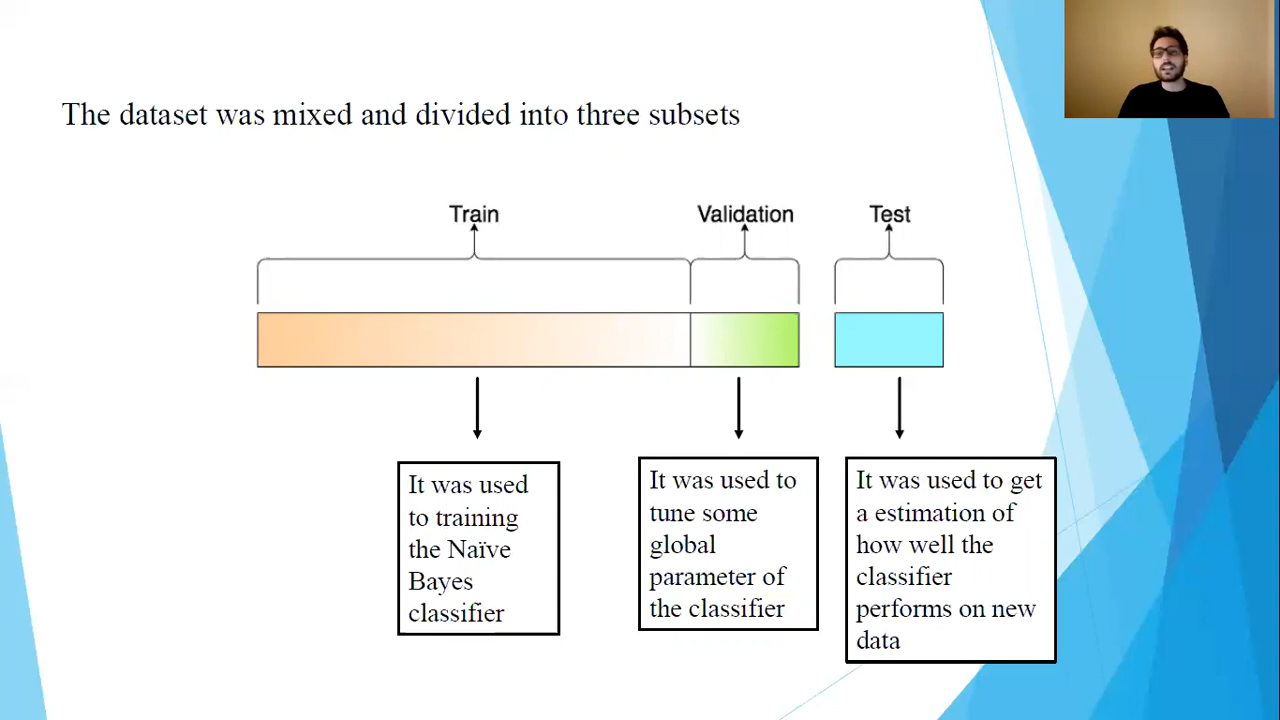 The dataset was mixed and divided into three subsets
Train
Validation
Test
It was used
to training
the Naïve
Bayes
classifier
It was used to
tune some
global
parameter of
the classifier
It was used to get
a estimation of
how well the
classifier
performs on new
data